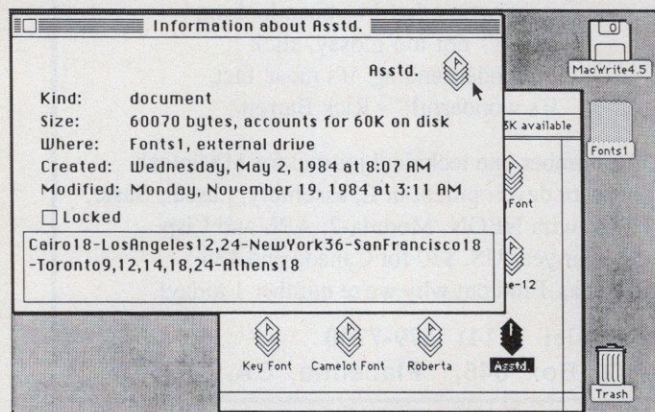 Information about Asstd.
Asstd.
Kind: document
Size: 60070 bytes, accounts for 60K on disk
Where: Fonts1, external drive
Created: Wednesday, May 2, 1984 at 8:07 AM
Modified: Monday, November 19, 1984 at 3:11 AM
Locked
Cairo18-LosAngeles12,24-NewYork36-SanFrancisco18
-Toronto9,12,14,18,24-Athens18
MacWrite4.5
3K available
Fonts1
Font
e-12
Key Font
Camelot Font
Roberta
Asstd.
Trash